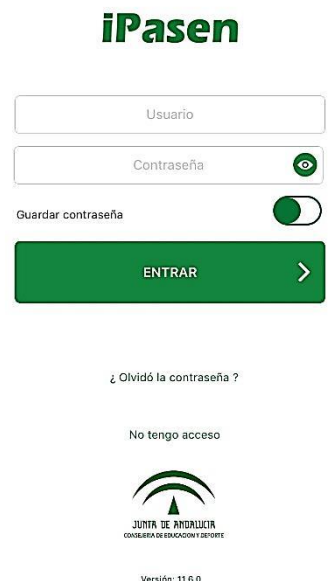 iPasen
Usuario
Contraseña
Guardar contraseña
ENTRAR
¿ Olvidó la contraseña ?
No tengo acceso
JUNTA DE ANDALUCIA
CONSEJERIA DE EDUCACION Y DEPORTE
Versión: 11.6.0